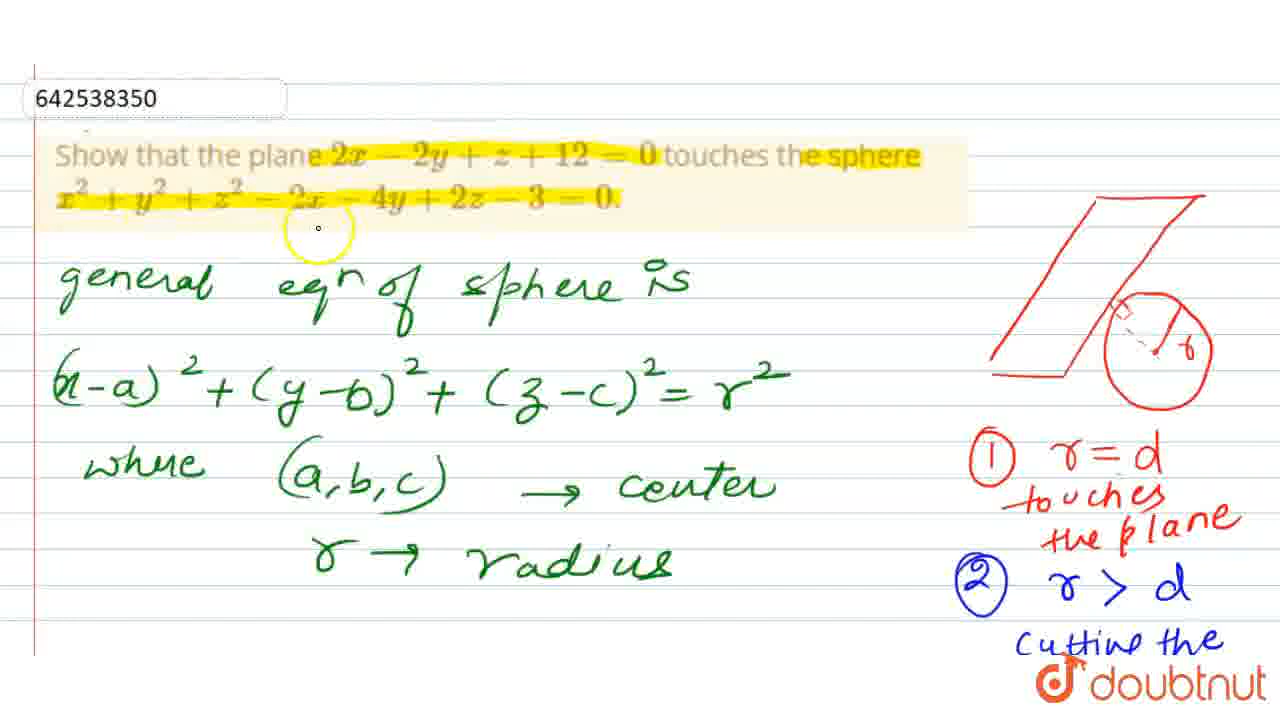 642538350
Show that the plane 2x − 2y + z + 12 = 0 touches the sphere
x² + y² + z² − 2x − 4y + 2z − 3 = 0.
general eqn of sphere is
(x-a)² + (y-b)² + (z-c)² = r²
where (a,b,c) → center
r → radius
r
① r = d
touches
the plane
② r > d
Cutting the
doubtnut